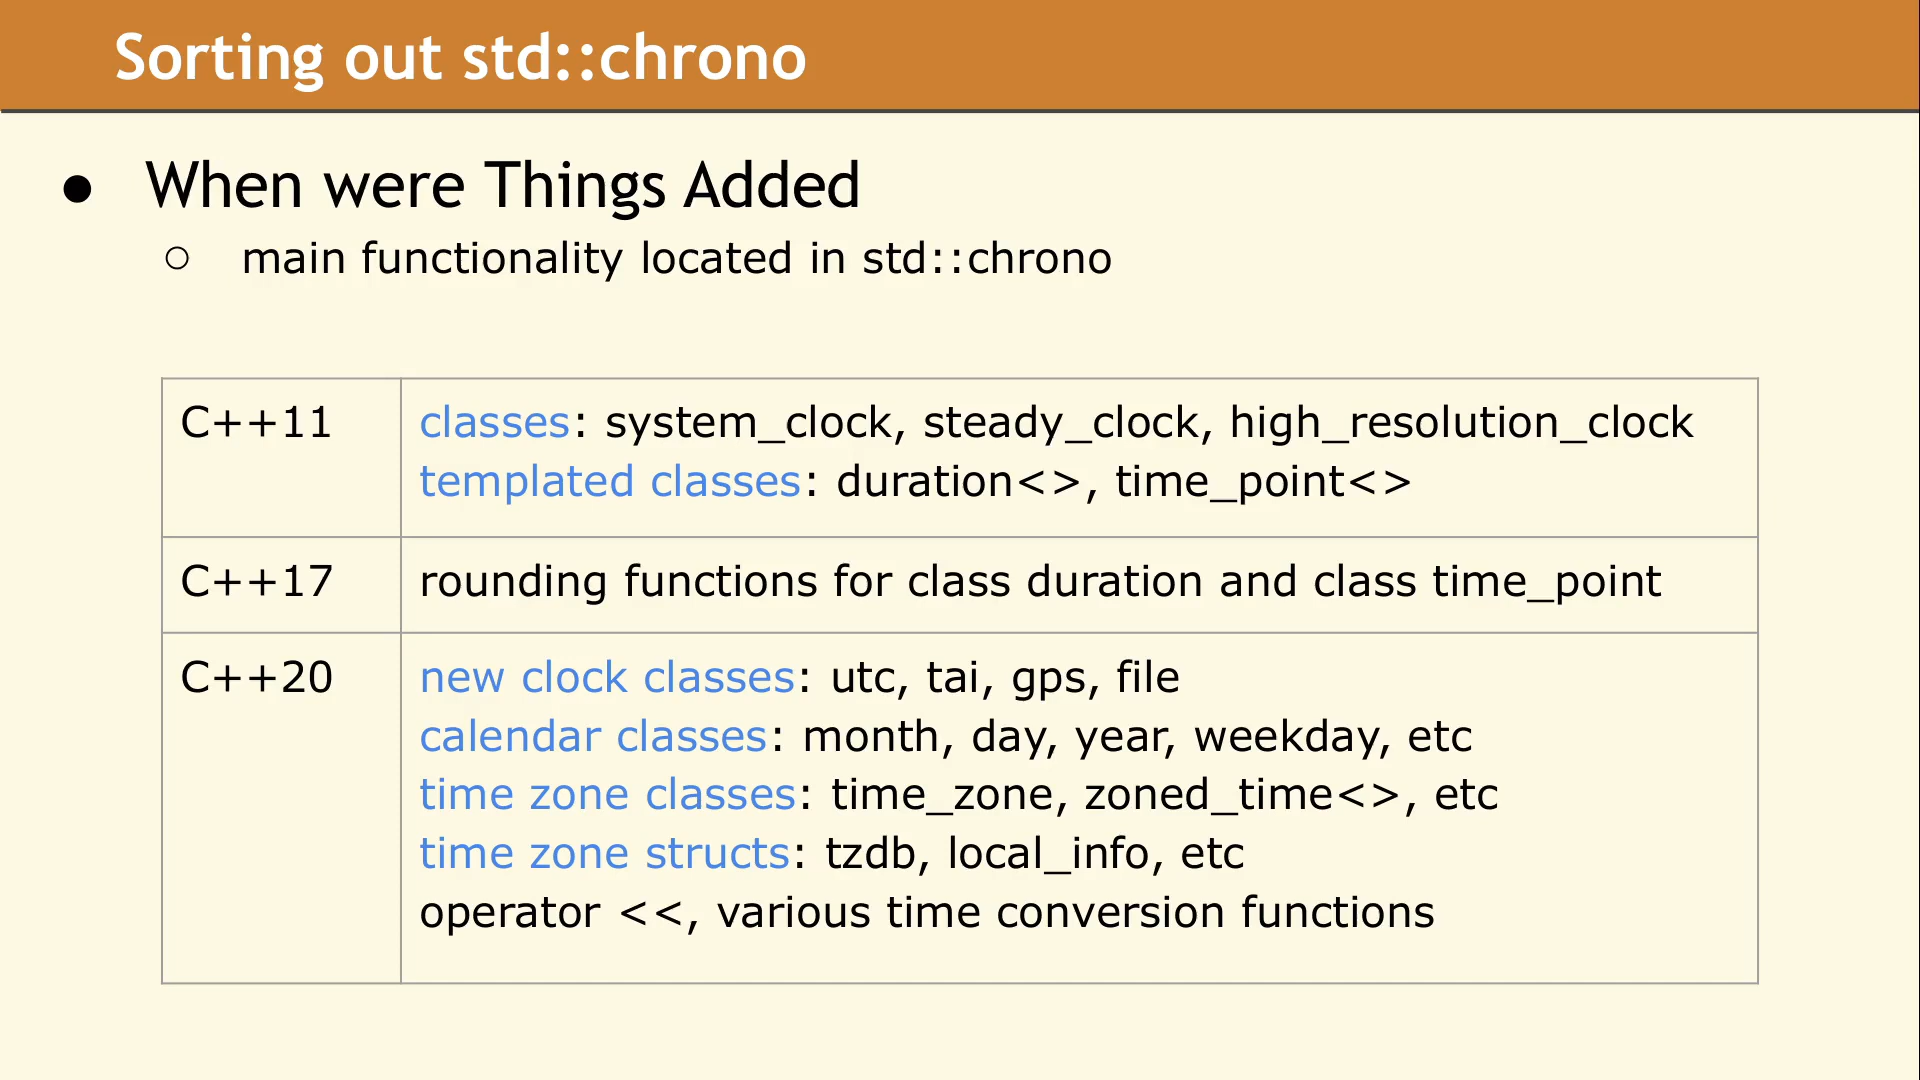 Sorting out std::chrono
● When were Things Added
○ main functionality located in std::chrono
C++11
classes: system_clock, steady_clock, high_resolution_clock
templated classes: duration<>, time_point<>
C++17
rounding functions for class duration and class time_point
C++20
new clock classes: utc, tai, gps, file
calendar classes: month, day, year, weekday, etc
time zone classes: time_zone, zoned_time<>, etc
time zone structs: tzdb, local_info, etc
operator <<, various time conversion functions